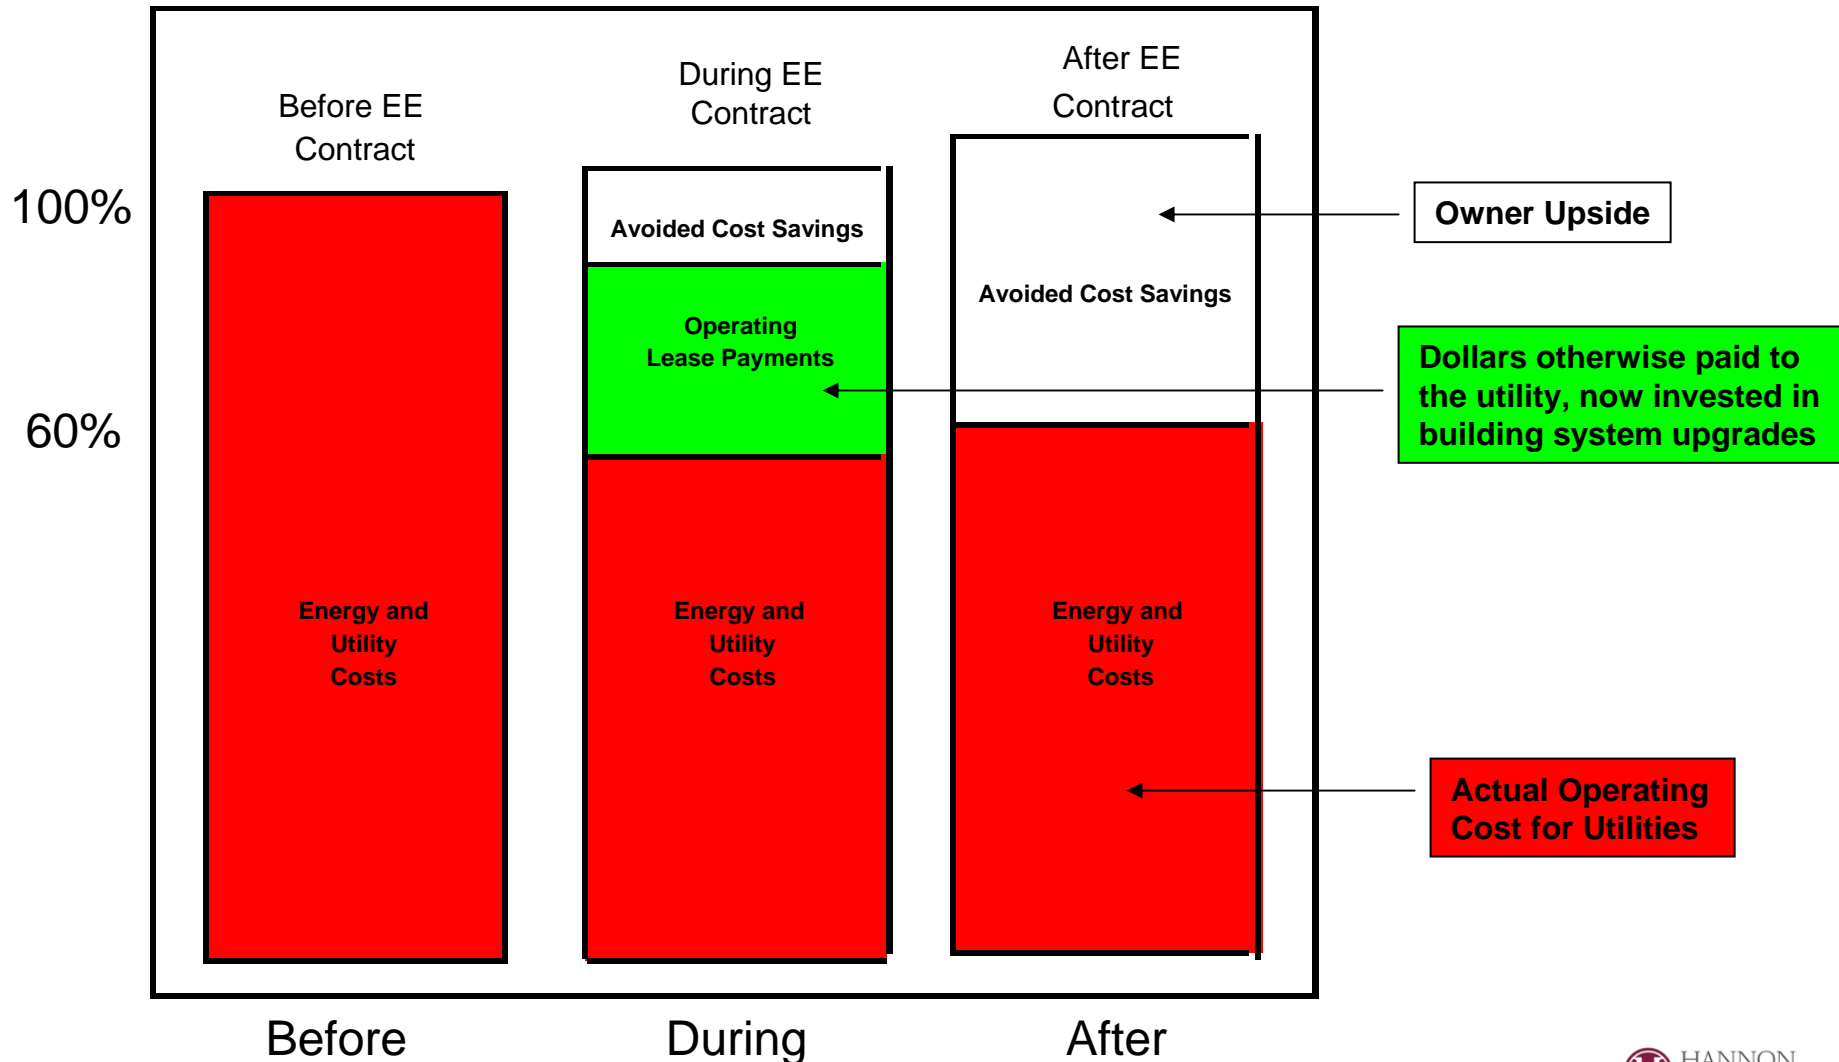 Before EE
Contract
During EE
Contract
After EE
Contract
100%
60%
Avoided Cost Savings
Operating
Lease Payments
Energy and
Utility
Costs
Energy and
Utility
Costs
Avoided Cost Savings
Energy and
Utility
Costs
Owner Upside
Dollars otherwise paid to
the utility, now invested in
building system upgrades
Actual Operating
Cost for Utilities
Before
During
After
HANNON